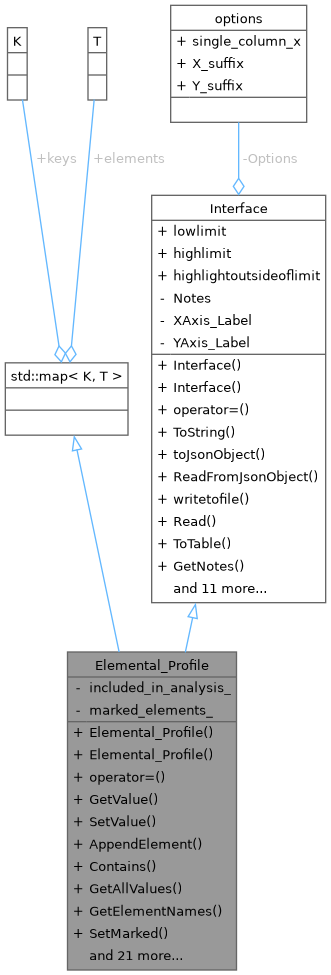 options
+ single_column_x
+ X_suffix
+ Y_suffix
K
T
+keys
+elements
-Options
Interface
+ lowlimit
+ highlimit
+ highlightoutsideoflimit
- Notes
- XAxis_Label
- YAxis_Label
+ Interface()
+ Interface()
+ operator=()
+ ToString()
+ toJsonObject()
+ ReadFromJsonObject()
+ writetofile()
+ Read()
+ ToTable()
+ GetNotes()
and 11 more...
std::map< K, T >
Elemental_Profile
- included_in_analysis_
- marked_elements_
+ Elemental_Profile()
+ Elemental_Profile()
+ operator=()
+ GetValue()
+ SetValue()
+ AppendElement()
+ Contains()
+ GetAllValues()
+ GetElementNames()
+ SetMarked()
and 21 more...